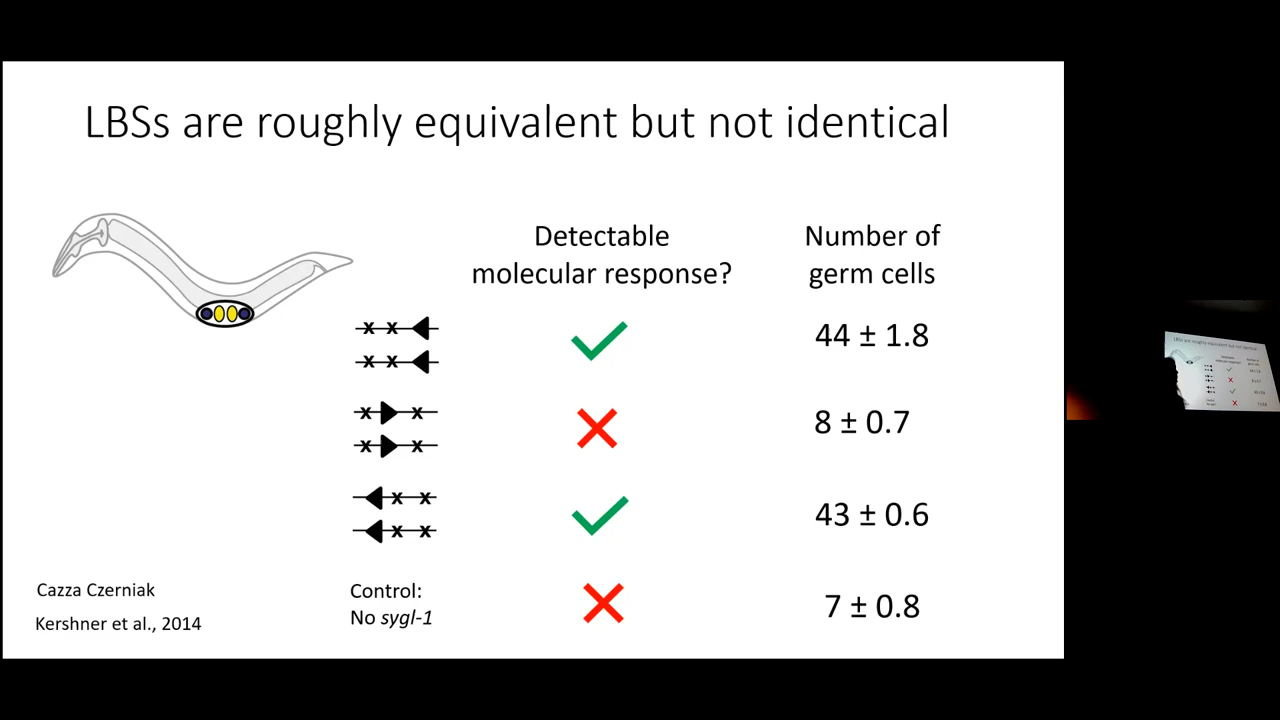 LBSs are roughly equivalent but not identical
Detectable
molecular response?
Number of
germ cells
x x
x x
44 ± 1.8
x x
x x
8 ± 0.7
x x
x x
43 ± 0.6
Control:
No sygl-1
7 ± 0.8
Cazza Czerniak
Kershner et al., 2014